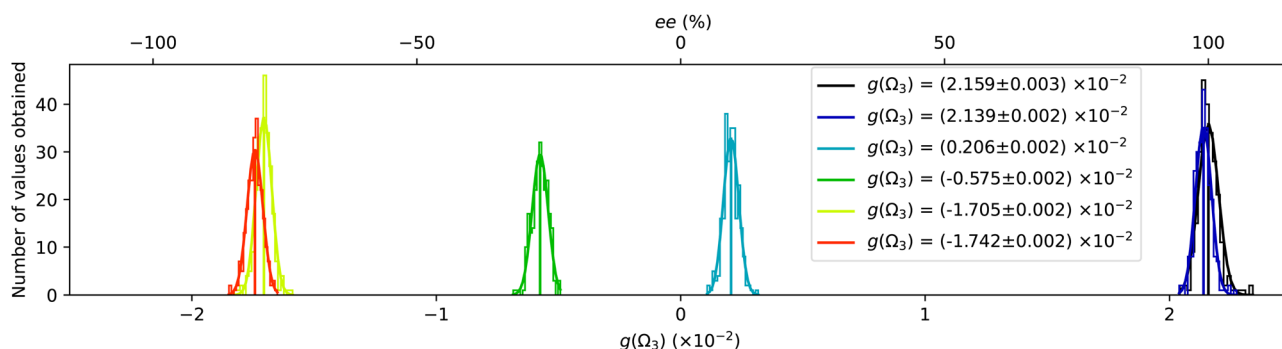 ee (%)
−100 −50 0 50 100
Number of values obtained
40
30
20
10
0
g(Ω₃) = (2.159±0.003) ×10⁻²
g(Ω₃) = (2.139±0.002) ×10⁻²
g(Ω₃) = (0.206±0.002) ×10⁻²
g(Ω₃) = (-0.575±0.002) ×10⁻²
g(Ω₃) = (-1.705±0.002) ×10⁻²
g(Ω₃) = (-1.742±0.002) ×10⁻²
−2 −1 0 1 2
g(Ω₃) (×10⁻²)